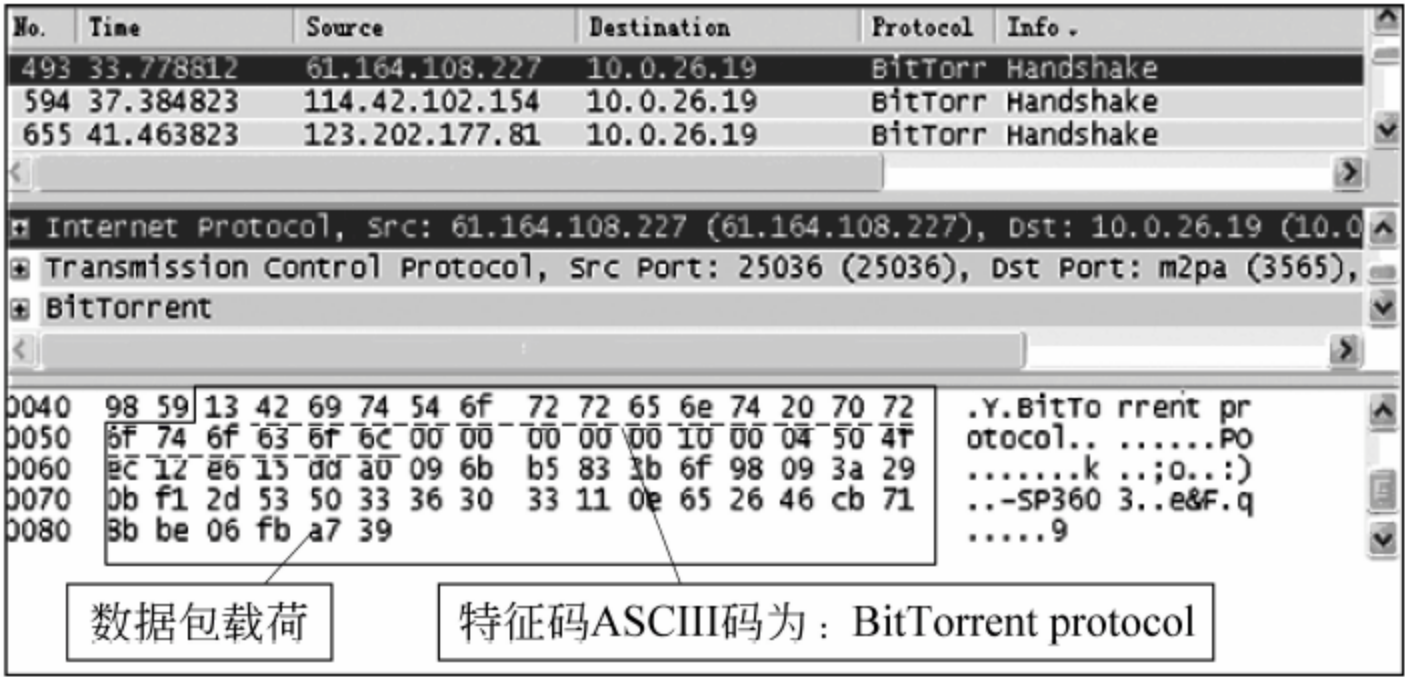 No. Time Source Destination Protocol Info
493 33.778812 61.164.108.227 10.0.26.19 BitTorr Handshake
594 37.384823 114.42.102.154 10.0.26.19 BitTorr Handshake
655 41.463823 123.202.177.81 10.0.26.19 BitTorr Handshake
Internet Protocol, Src: 61.164.108.227 (61.164.108.227), Dst: 10.0.26.19 (10.0
Transmission Control Protocol, Src Port: 25036 (25036), Dst Port: m2pa (3565),
BitTorrent
0040 98 59 13 42 69 74 54 6f 72 72 65 6e 74 20 70 72 .Y.BitTo rrent pr
0050 6f 74 6f 63 6f 6c 00 00 00 00 00 10 00 04 50 4f otocol.. ......PO
0060 ec 12 e6 15 dd a0 09 6b b5 83 3b 6f 98 09 3a 29 .......k ..;o..:)
0070 0b f1 2d 53 50 33 36 30 33 11 0e 65 26 46 cb 71 ..-SP360 3..e&F.q
0080 8b be 06 fb a7 39 .....9
数据包载荷
特征码ASCIII码为：BitTorrent protocol